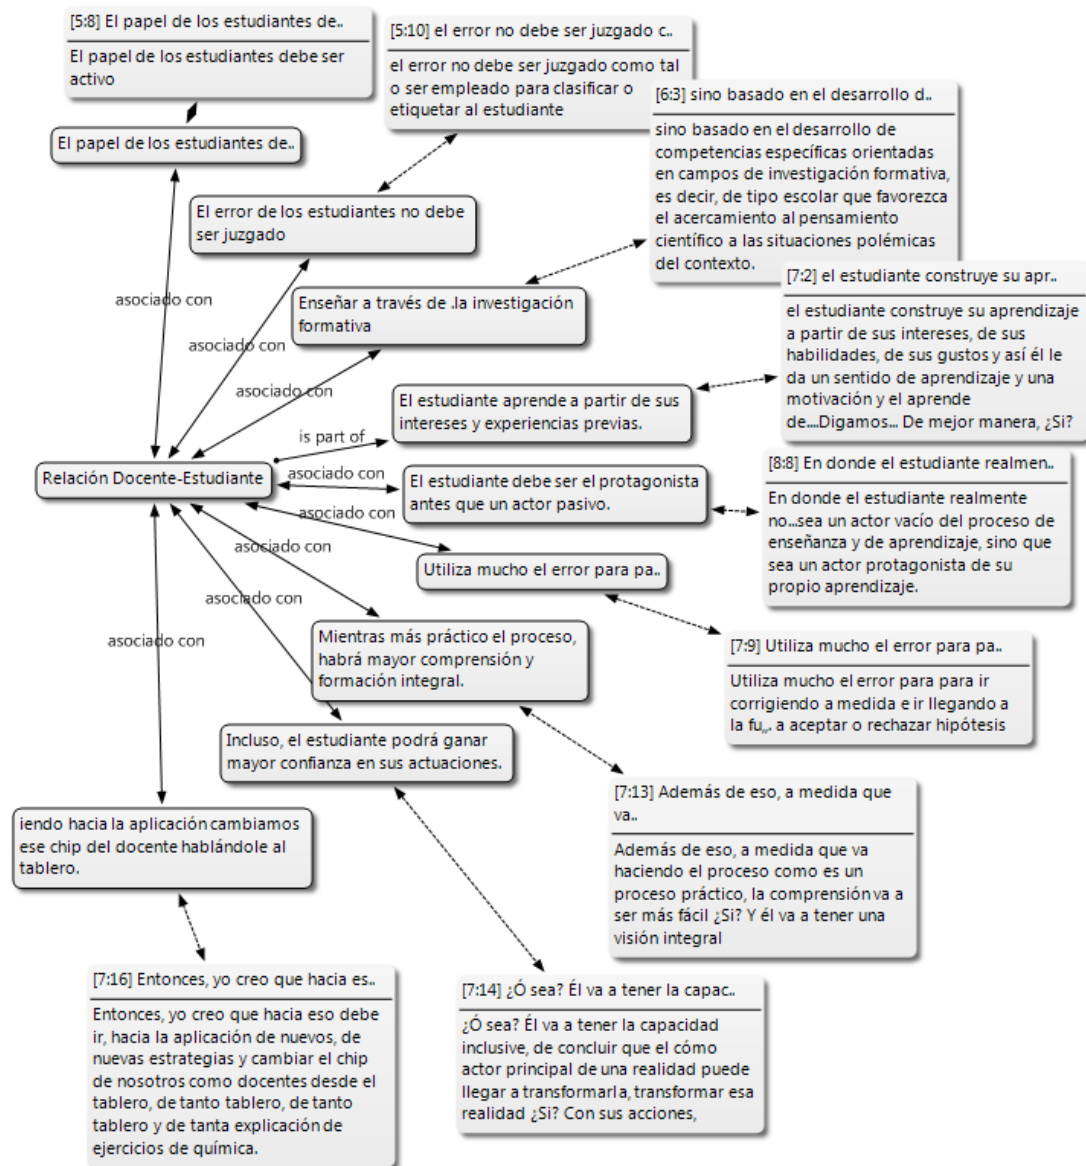 [5:8] El papel de los estudiantes de..
El papel de los estudiantes debe ser
activo
El papel de los estudiantes de..
[5:10] el error no debe ser juzgado c..
el error no debe ser juzgado como tal
o ser empleado para clasificar o
etiquetar al estudiante
El error de los estudiantes no debe
ser juzgado
[6:3] sino basado en el desarrollo d..
sino basado en el desarrollo de
competencias específicas orientadas
en campos de investigación formativa,
es decir, de tipo escolar que favorezca
el acercamiento al pensamiento
científico a las situaciones polémicas
del contexto.
asociado con
Enseñar a través de .la investigación
formativa
asociado con
[7:2] el estudiante construye su apr..
el estudiante construye su aprendizaje
a partir de sus intereses, de sus
habilidades, de sus gustos y así él le
da un sentido de aprendizaje y una
motivación y el aprende
de....Digamos... De mejor manera, ¿Si?
asociado con
El estudiante aprende a partir de sus
intereses y experiencias previas.
is part of
Relación Docente-Estudiante
asociado con
El estudiante debe ser el protagonista
antes que un actor pasivo.
[8:8] En donde el estudiante realmen..
En donde el estudiante realmente
no...sea un actor vacío del proceso de
enseñanza y de aprendizaje, sino que
sea un actor protagonista de su
propio aprendizaje.
asociado con
Utiliza mucho el error para pa..
asociado con
[7:9] Utiliza mucho el error para pa..
Utiliza mucho el error para para ir
corrigiendo a medida e ir llegando a
la fu,,. a aceptar o rechazar hipótesis
asociado con
Mientras más práctico el proceso,
habrá mayor comprensión y
formación integral.
asociado con
Incluso, el estudiante podrá ganar
mayor confianza en sus actuaciones.
[7:13] Además de eso, a medida que
va..
Además de eso, a medida que va
haciendo el proceso como es un
proceso práctico, la comprensión va a
ser más fácil ¿Si? Y él va a tener una
visión integral
iendo hacia la aplicación cambiamos
ese chip del docente hablándole al
tablero.
[7:16] Entonces, yo creo que hacia es..
Entonces, yo creo que hacia eso debe
ir, hacia la aplicación de nuevos, de
nuevas estrategias y cambiar el chip
de nosotros como docentes desde el
tablero, de tanto tablero, de tanto
tablero y de tanta explicación de
ejercicios de química.
[7:14] ¿Ó sea? Él va a tener la capac..
¿Ó sea? Él va a tener la capacidad
inclusive, de concluir que el cómo
actor principal de una realidad puede
llegar a transformarla, transformar esa
realidad ¿Si? Con sus acciones,